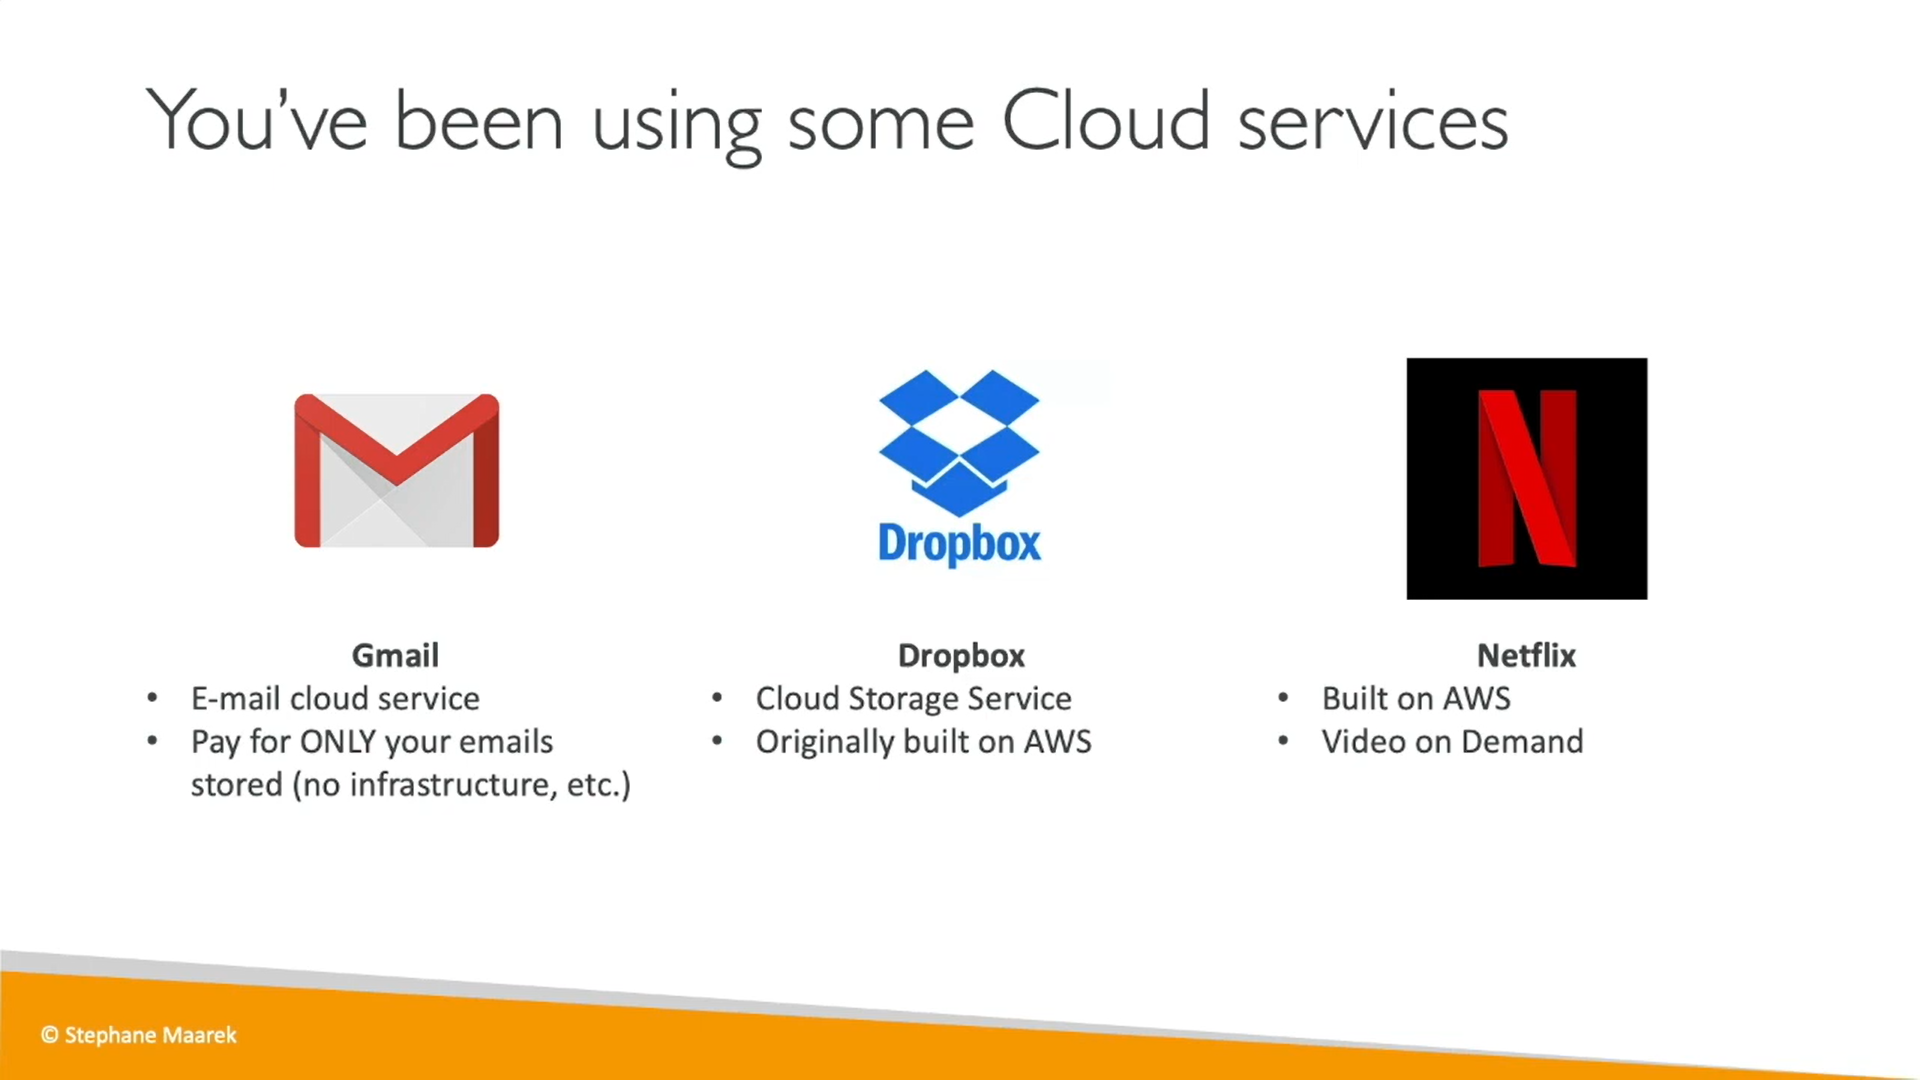 You've been using some Cloud services
Dropbox
Gmail
• E-mail cloud service
• Pay for ONLY your emails
stored (no infrastructure, etc.)
Dropbox
• Cloud Storage Service
• Originally built on AWS
Netflix
• Built on AWS
• Video on Demand
© Stephane Maarek